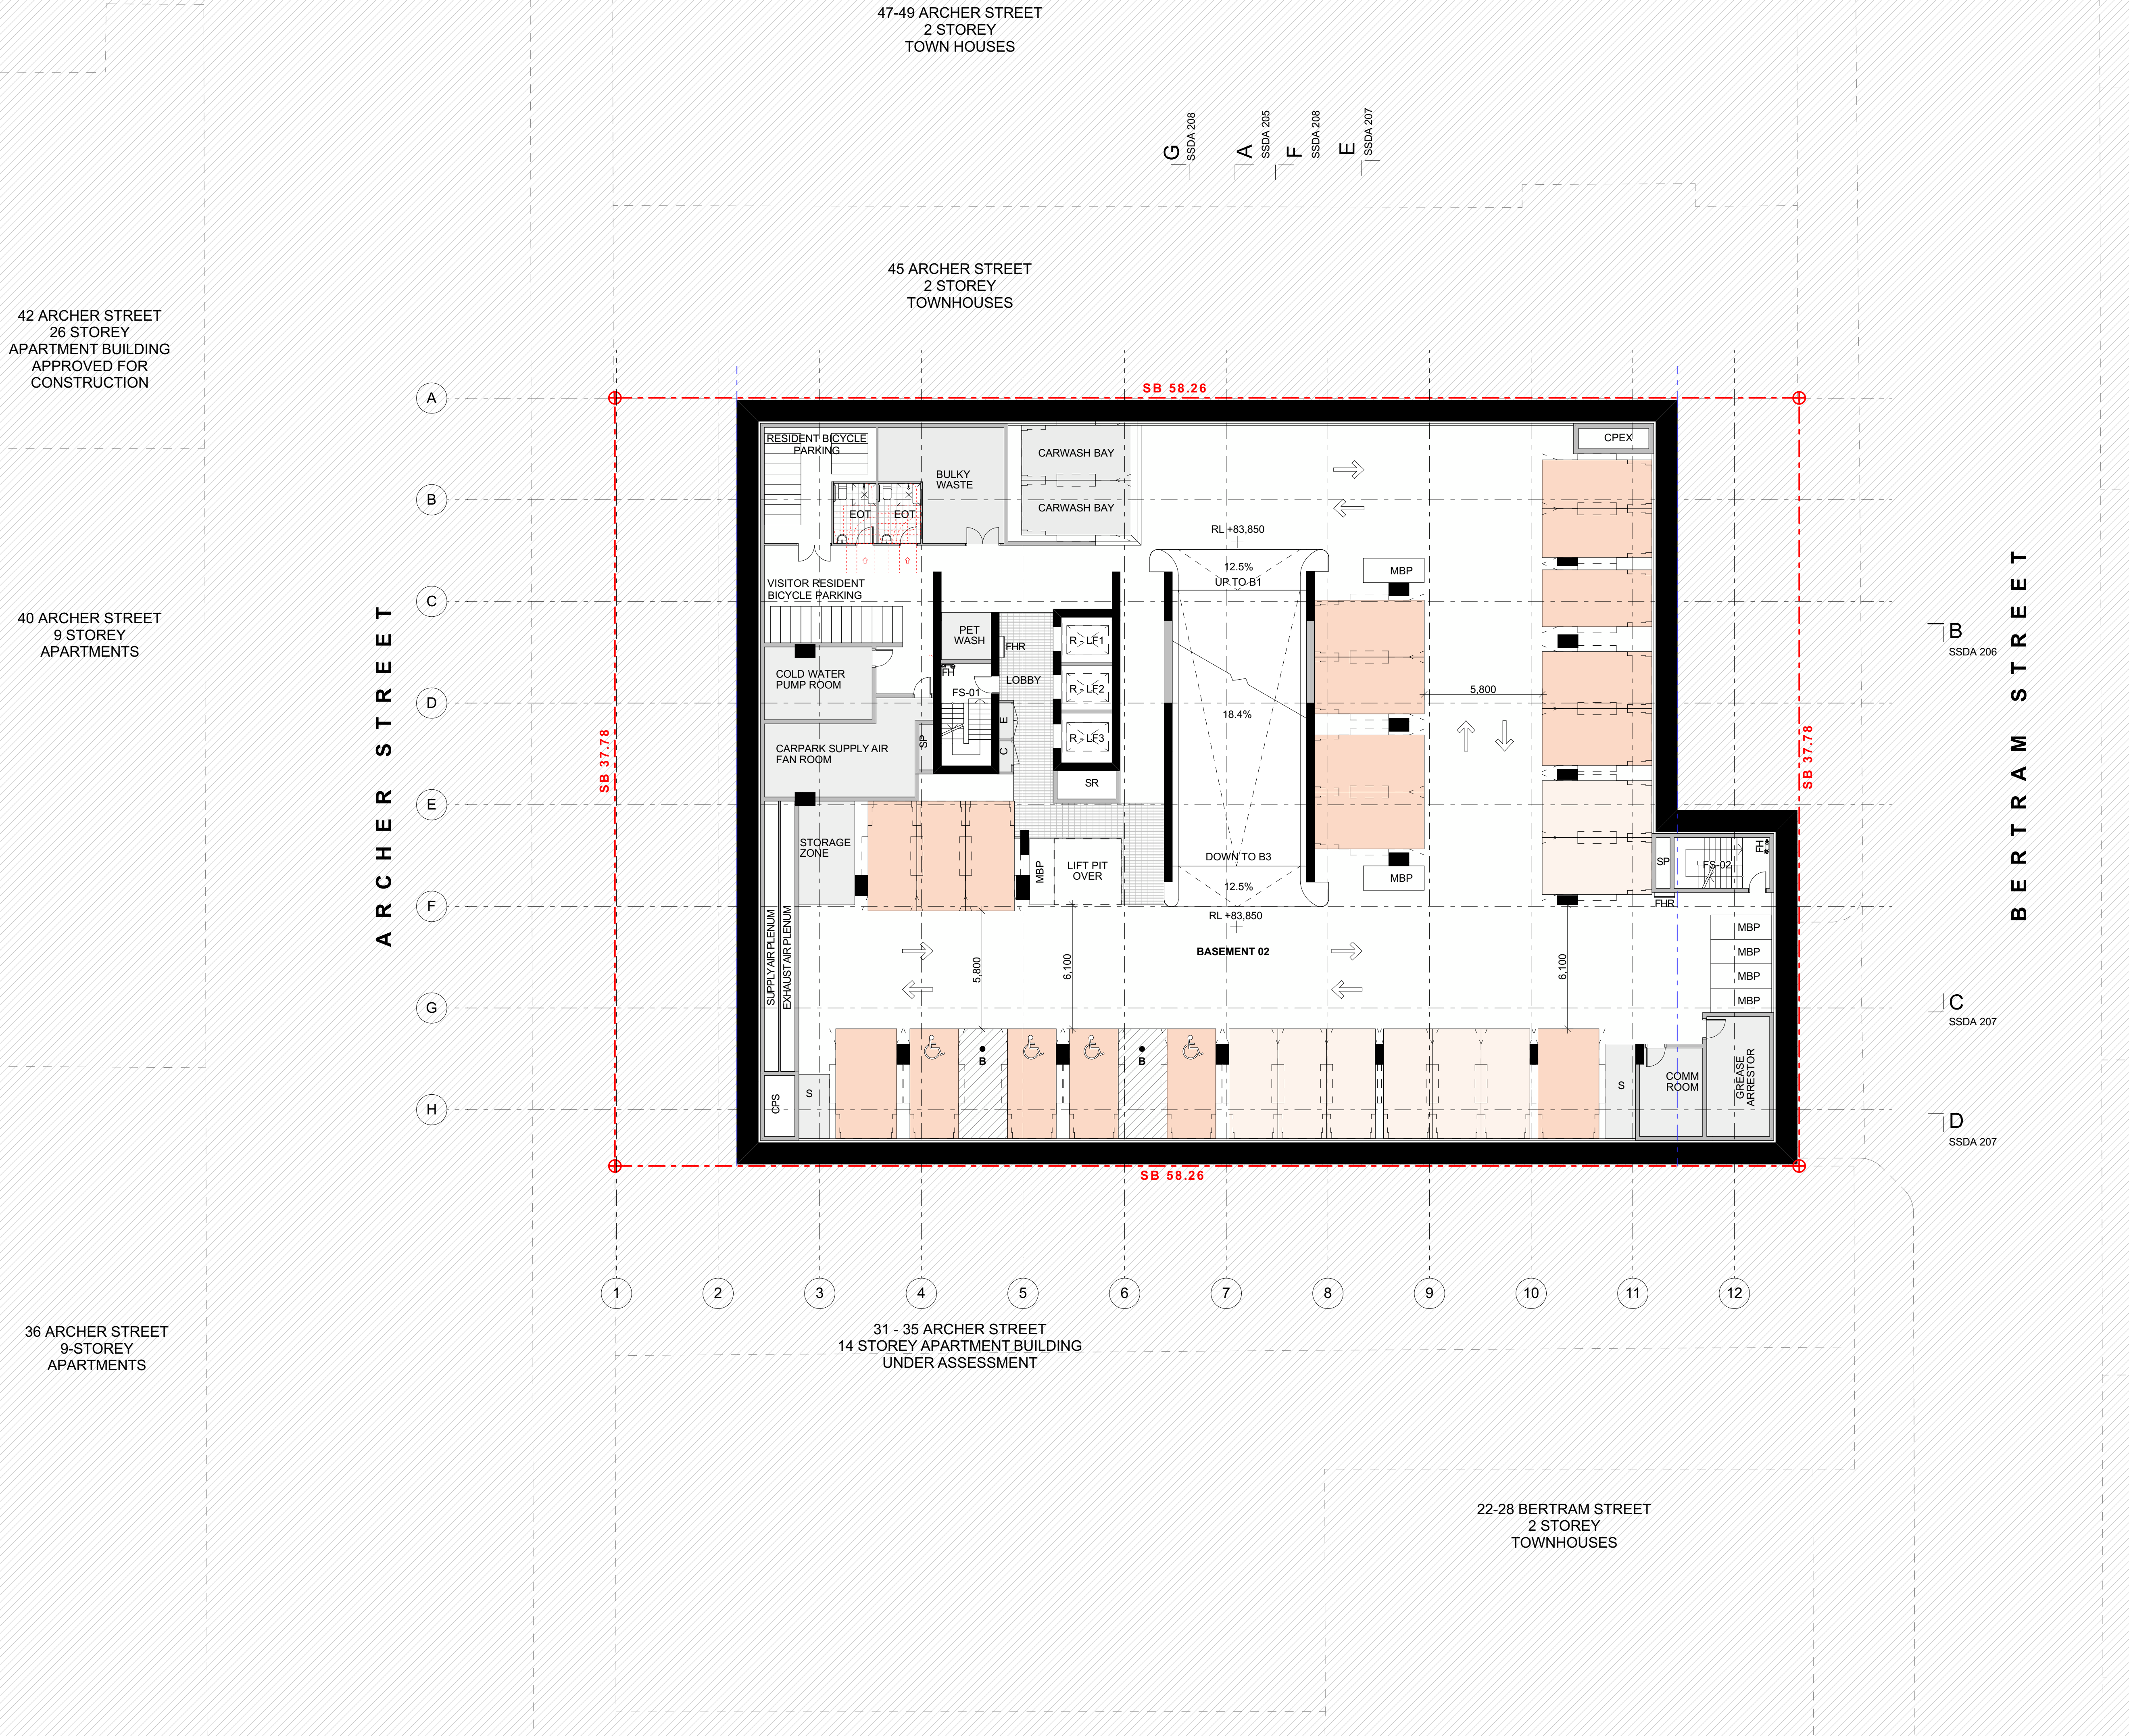 47-49 ARCHER STREET
2 STOREY
TOWN HOUSES
G
SSDA 208
A
SSDA 205
F
SSDA 208
E
SSDA 207
45 ARCHER STREET
2 STOREY
TOWNHOUSES
42 ARCHER STREET
26 STOREY
APARTMENT BUILDING
APPROVED FOR
CONSTRUCTION
40 ARCHER STREET
9 STOREY
APARTMENTS
ARCHER STREET
BERTRAM STREET
A
B
C
D
E
F
G
H
SB 58.26
SB 37.78
SB 37.78
SB 58.26
RESIDENT BICYCLE
PARKING
BULKY
WASTE
CARWASH BAY
CARWASH BAY
CPEX
EOT
EOT
RL +83,850
12.5%
UP TO B1
MBP
VISITOR RESIDENT
BICYCLE PARKING
PET
WASH
FHR
R - LF1
LOBBY
FH
FS-01
R - LF2
COLD WATER
PUMP ROOM
5,800
18.4%
E
C
R - LF3
SP
CARPARK SUPPLY AIR
FAN ROOM
SR
STORAGE
ZONE
MBP
LIFT PIT
OVER
DOWN TO B3
12.5%
MBP
SP
FS-02
FH
FHR
RL +83,850
BASEMENT 02
SUPPLY AIR PLENUM
EXHAUST AIR PLENUM
5,800
6,100
6,100
MBP
MBP
MBP
MBP
B
B
CPS
S
S
COMM
ROOM
GREASE
ARRESTOR
B
SSDA 206
C
SSDA 207
D
SSDA 207
1
2
3
4
5
6
7
8
9
10
11
12
36 ARCHER STREET
9-STOREY
APARTMENTS
31 - 35 ARCHER STREET
14 STOREY APARTMENT BUILDING
UNDER ASSESSMENT
22-28 BERTRAM STREET
2 STOREY
TOWNHOUSES